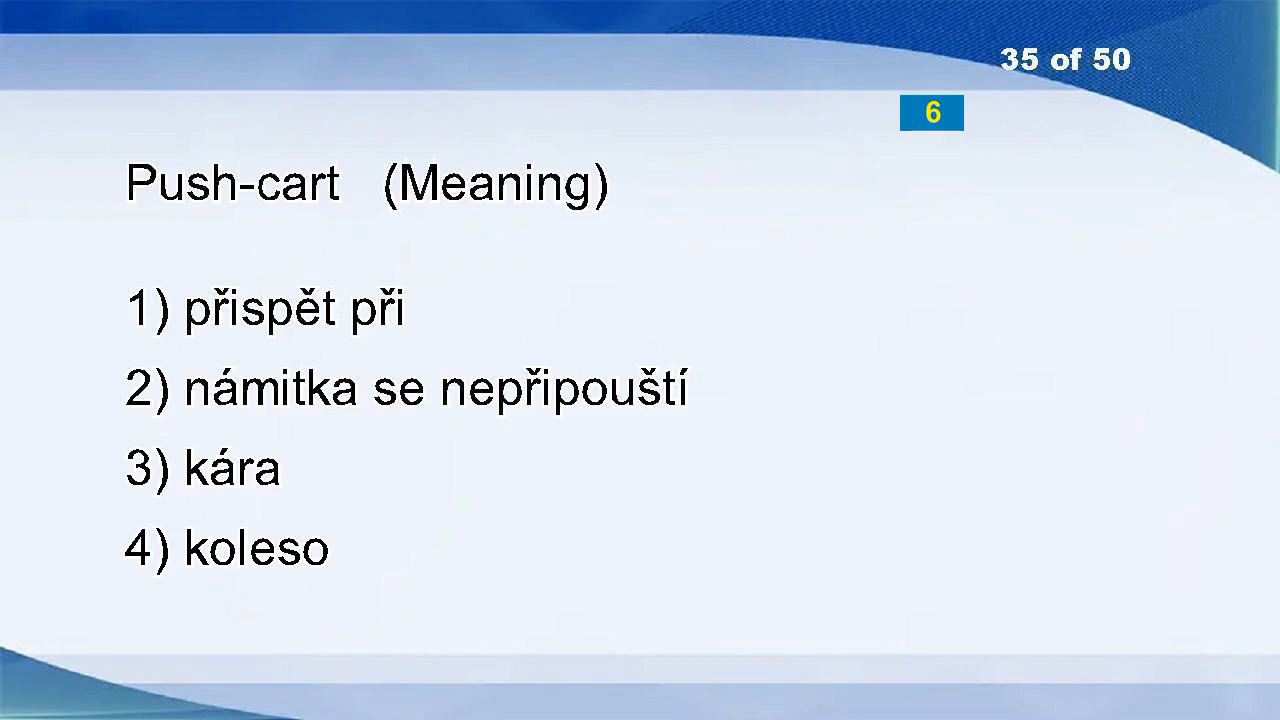 35 of 50
6
Push-cart (Meaning)
1) přispět při
2) námitka se nepřipouští
3) kára
4) koleso